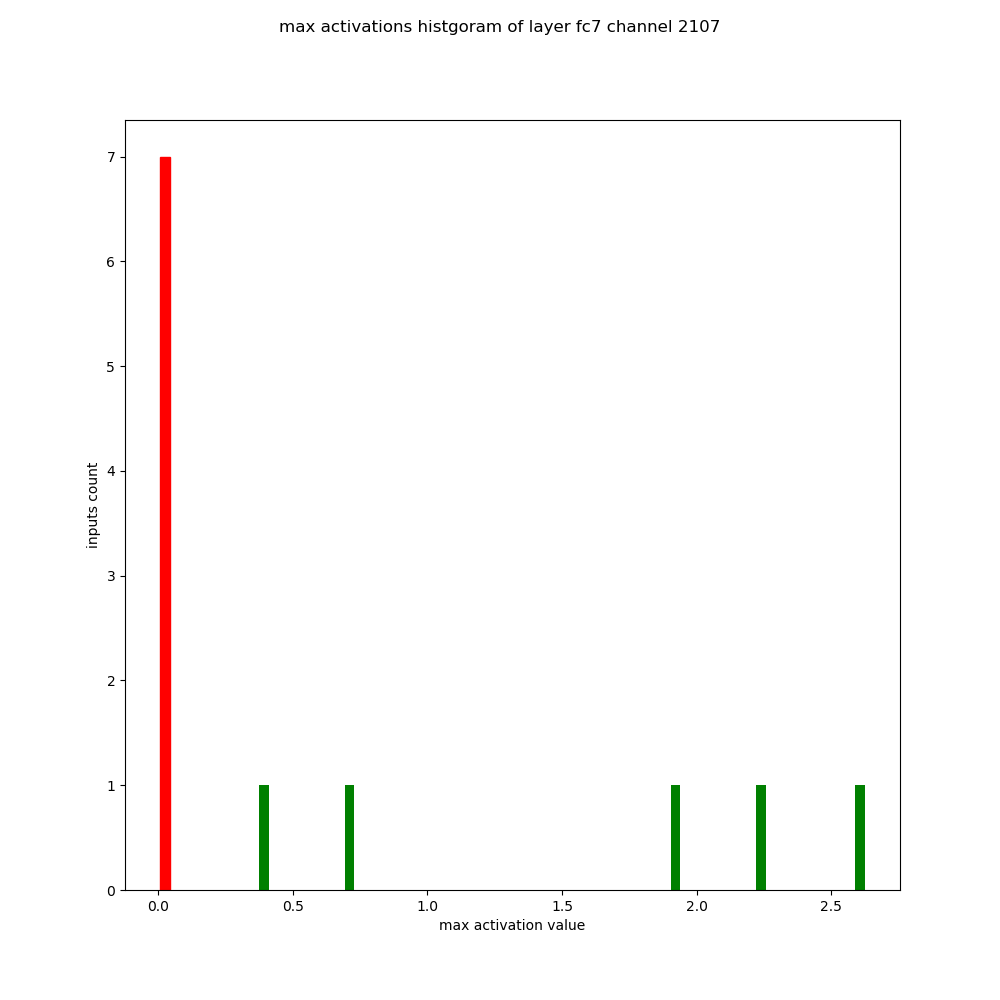 max activations histgoram of layer fc7 channel 2107
7
6
5
4
3
2
1
0
inputs count
0.0 0.5 1.0 1.5 2.0 2.5
max activation value